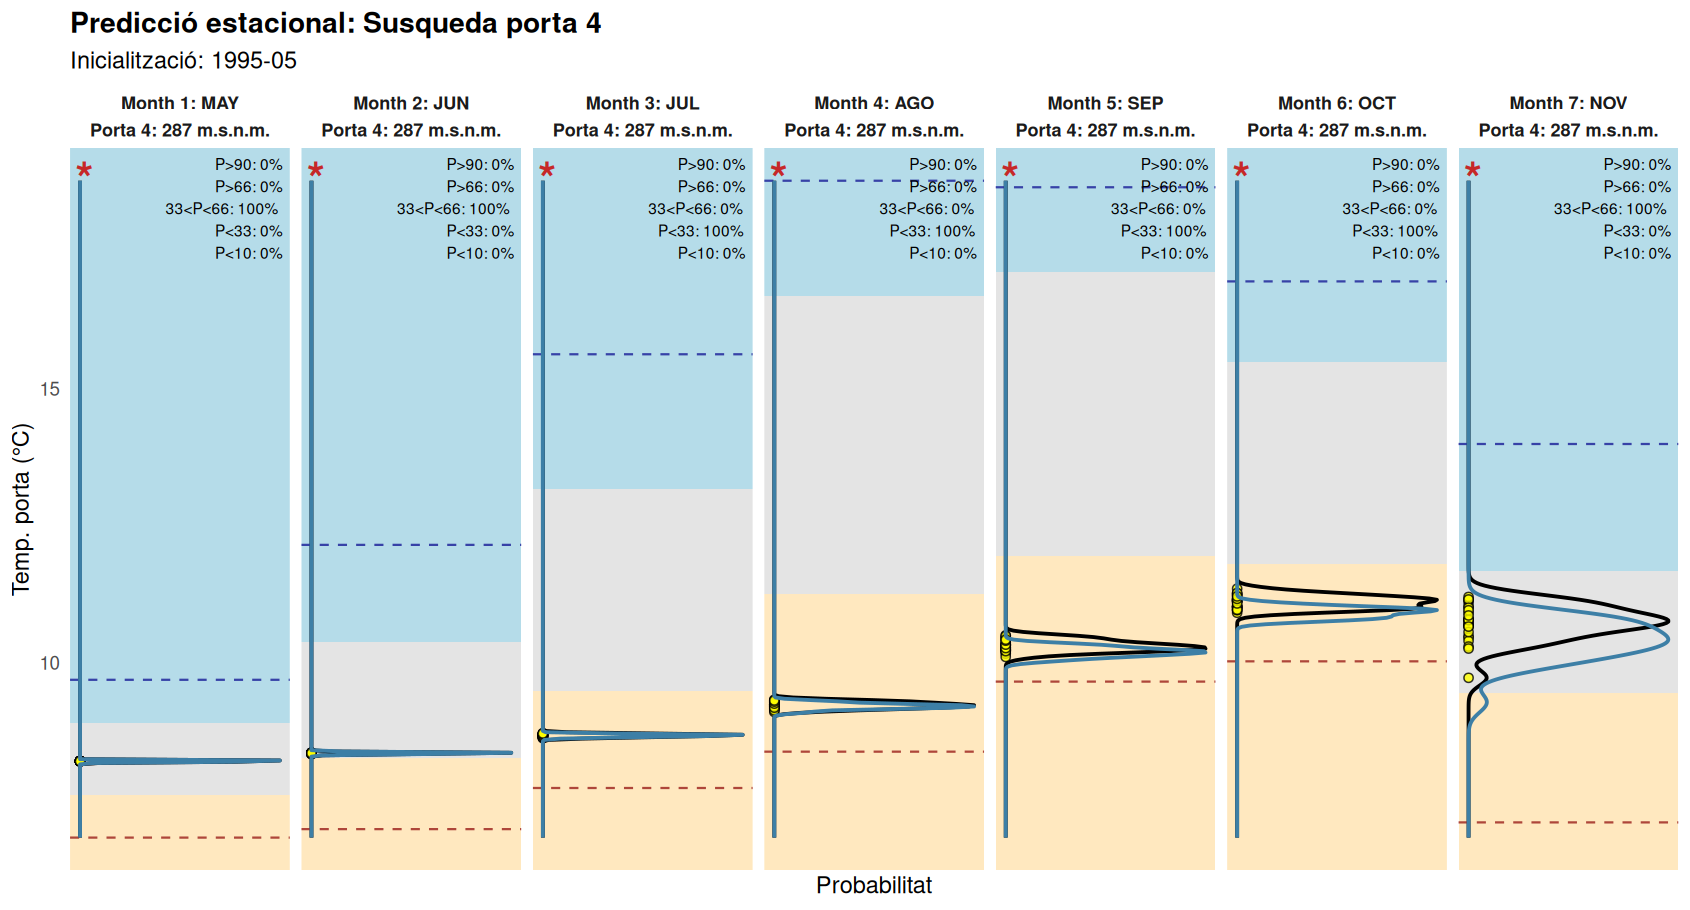 Predicció estacional: Susqueda porta 4
Inicialització: 1995-05
Month 1: MAY
Porta 4: 287 m.s.n.m.
Month 2: JUN
Porta 4: 287 m.s.n.m.
Month 3: JUL
Porta 4: 287 m.s.n.m.
Month 4: AGO
Porta 4: 287 m.s.n.m.
Month 5: SEP
Porta 4: 287 m.s.n.m.
Month 6: OCT
Porta 4: 287 m.s.n.m.
Month 7: NOV
Porta 4: 287 m.s.n.m.
*
P>90: 0%
P>66: 0%
33<P<66: 100%
P<33: 0%
P<10: 0%
*
P>90: 0%
P>66: 0%
33<P<66: 100%
P<33: 0%
P<10: 0%
*
P>90: 0%
P>66: 0%
33<P<66: 0%
P<33: 100%
P<10: 0%
*
P>90: 0%
P>66: 0%
33<P<66: 0%
P<33: 100%
P<10: 0%
*
P>90: 0%
P>66: 0%
33<P<66: 0%
P<33: 100%
P<10: 0%
*
P>90: 0%
P>66: 0%
33<P<66: 0%
P<33: 100%
P<10: 0%
*
P>90: 0%
P>66: 0%
33<P<66: 100%
P<33: 0%
P<10: 0%
15
10
Temp. porta (°C)
Probabilitat